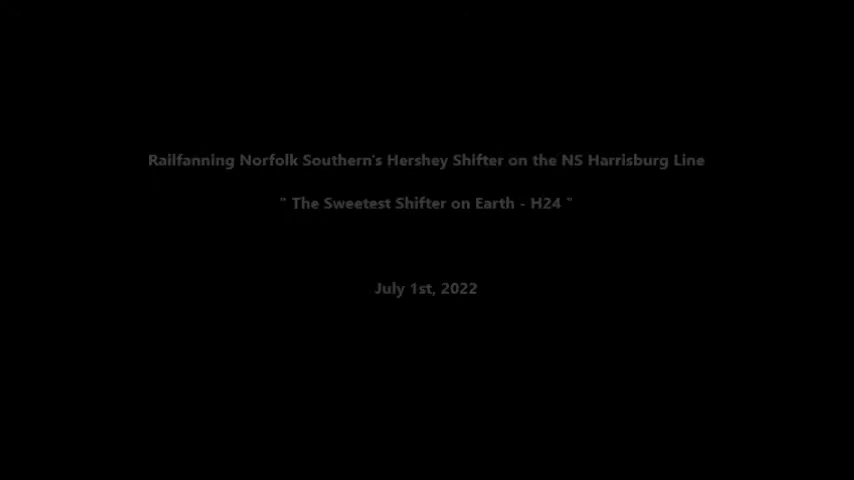 Railfanning Norfolk Southern's Hershey Shifter on the NS Harrisburg Line
" The Sweetest Shifter on Earth - H24 "
July 1st, 2022